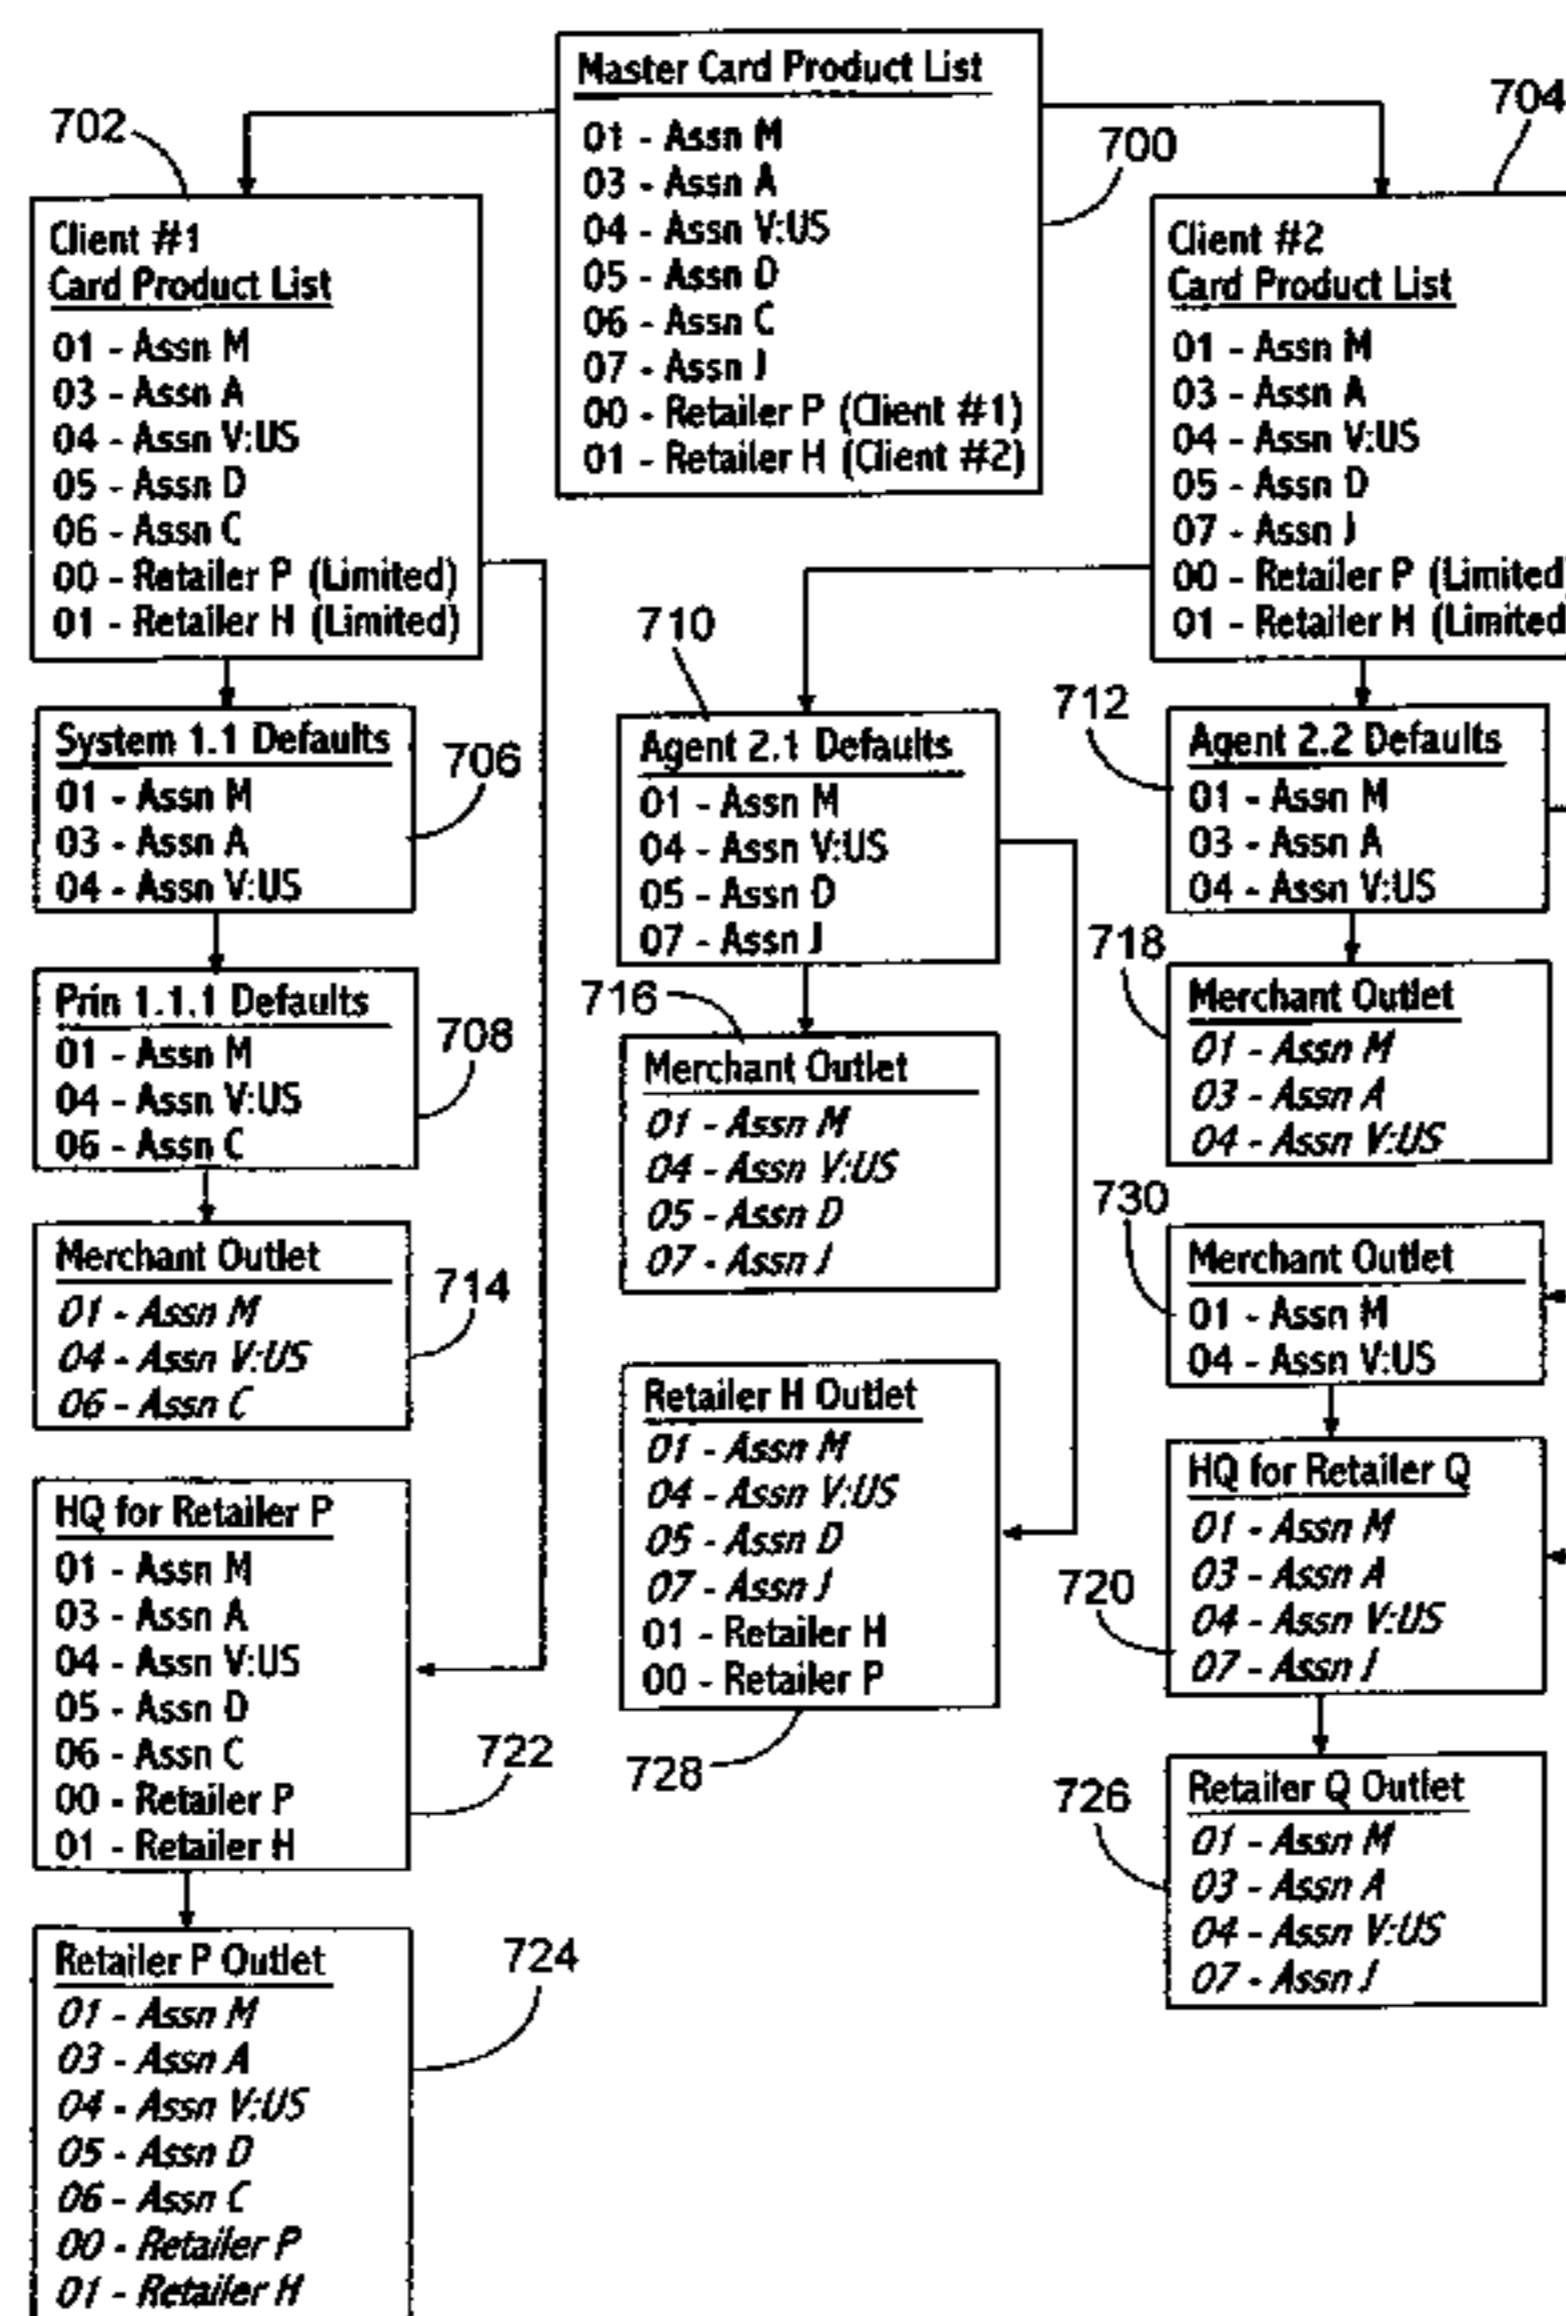 Master Card Product List
01 - Assn M
03 - Assn A
04 - Assn V:US
05 - Assn D
06 - Assn C
07 - Assn J
00 - Retailer P (Client #1)
01 - Retailer H (Client #2)
700
702
Client #1
Card Product List
01 - Assn M
03 - Assn A
04 - Assn V:US
05 - Assn D
06 - Assn C
00 - Retailer P (Limited)
01 - Retailer H (Limited)
704
Client #2
Card Product List
01 - Assn M
03 - Assn A
04 - Assn V:US
05 - Assn D
07 - Assn J
00 - Retailer P (Limited)
01 - Retailer H (Limited
System 1.1 Defaults
01 - Assn M
03 - Assn A
04 - Assn V:US
706
Prin 1.1.1 Defaults
01 - Assn M
04 - Assn V:US
06 - Assn C
708
Merchant Outlet
01 - Assn M
04 - Assn V:US
06 - Assn C
714
HQ for Retailer P
01 - Assn M
03 - Assn A
04 - Assn V:US
05 - Assn D
06 - Assn C
00 - Retailer P
01 - Retailer H
722
Retailer P Outlet
01 - Assn M
03 - Assn A
04 - Assn V:US
05 - Assn D
06 - Assn C
00 - Retailer P
01 - Retailer H
724
710
Agent 2.1 Defaults
01 - Assn M
04 - Assn V:US
05 - Assn D
07 - Assn J
716
Merchant Outlet
01 - Assn M
04 - Assn V:US
05 - Assn D
07 - Assn J
Retailer H Outlet
01 - Assn M
04 - Assn V:US
05 - Assn D
07 - Assn J
01 - Retailer H
00 - Retailer P
728
712
Agent 2.2 Defaults
01 - Assn M
03 - Assn A
04 - Assn V:US
718
Merchant Outlet
01 - Assn M
03 - Assn A
04 - Assn V:US
730
Merchant Outlet
01 - Assn M
04 - Assn V:US
HQ for Retailer Q
01 - Assn M
03 - Assn A
04 - Assn V:US
07 - Assn J
720
Retailer Q Outlet
01 - Assn M
03 - Assn A
04 - Assn V:US
07 - Assn J
726